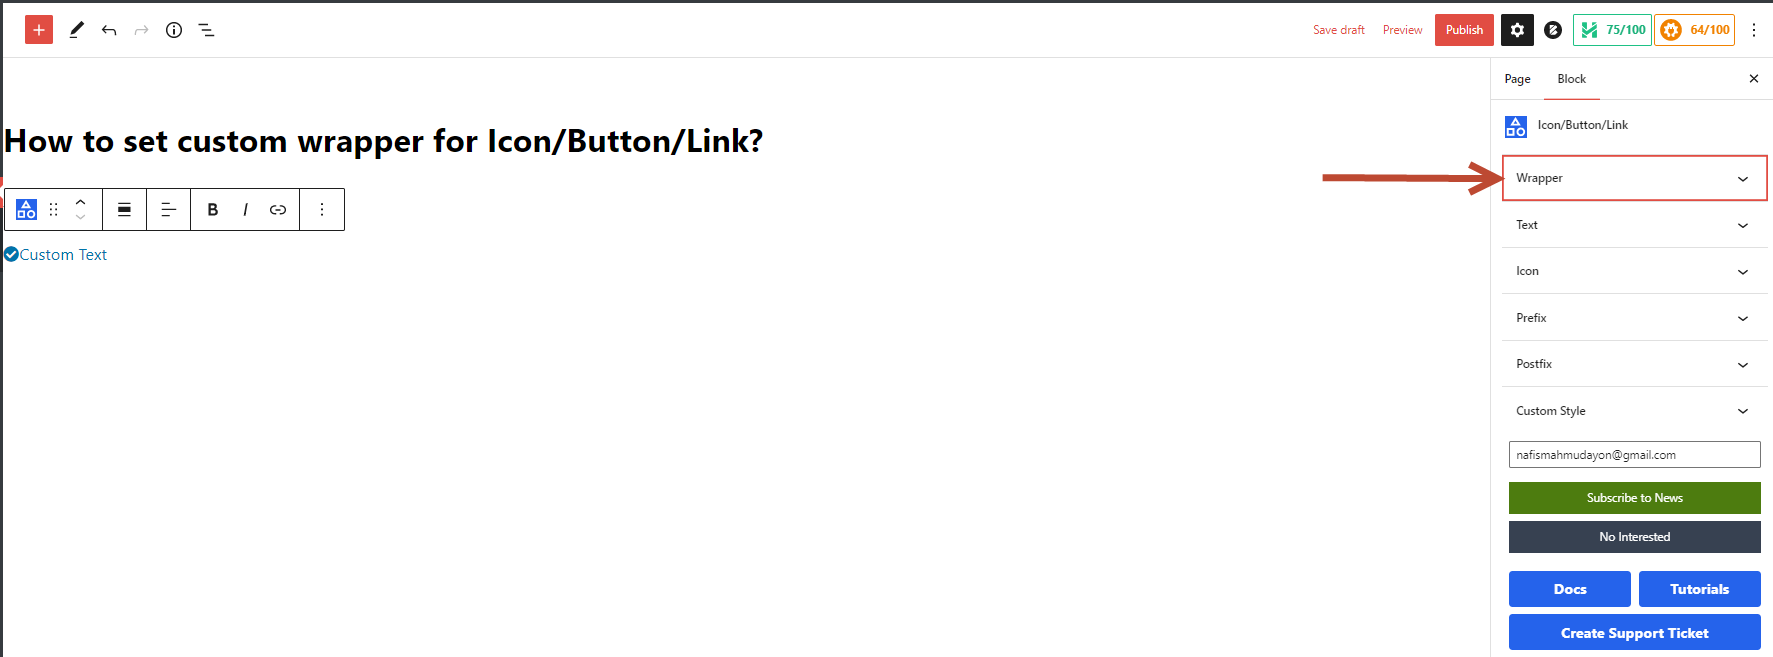 Save draft Preview Publish 75/100 64/100
Page Block
Icon/Button/Link
How to set custom wrapper for Icon/Button/Link?
Wrapper
B I
Text
Custom Text
Icon
Prefix
Postfix
Custom Style
nafismahmudayon@gmail.com
Subscribe to News
No Interested
Docs Tutorials
Create Support Ticket